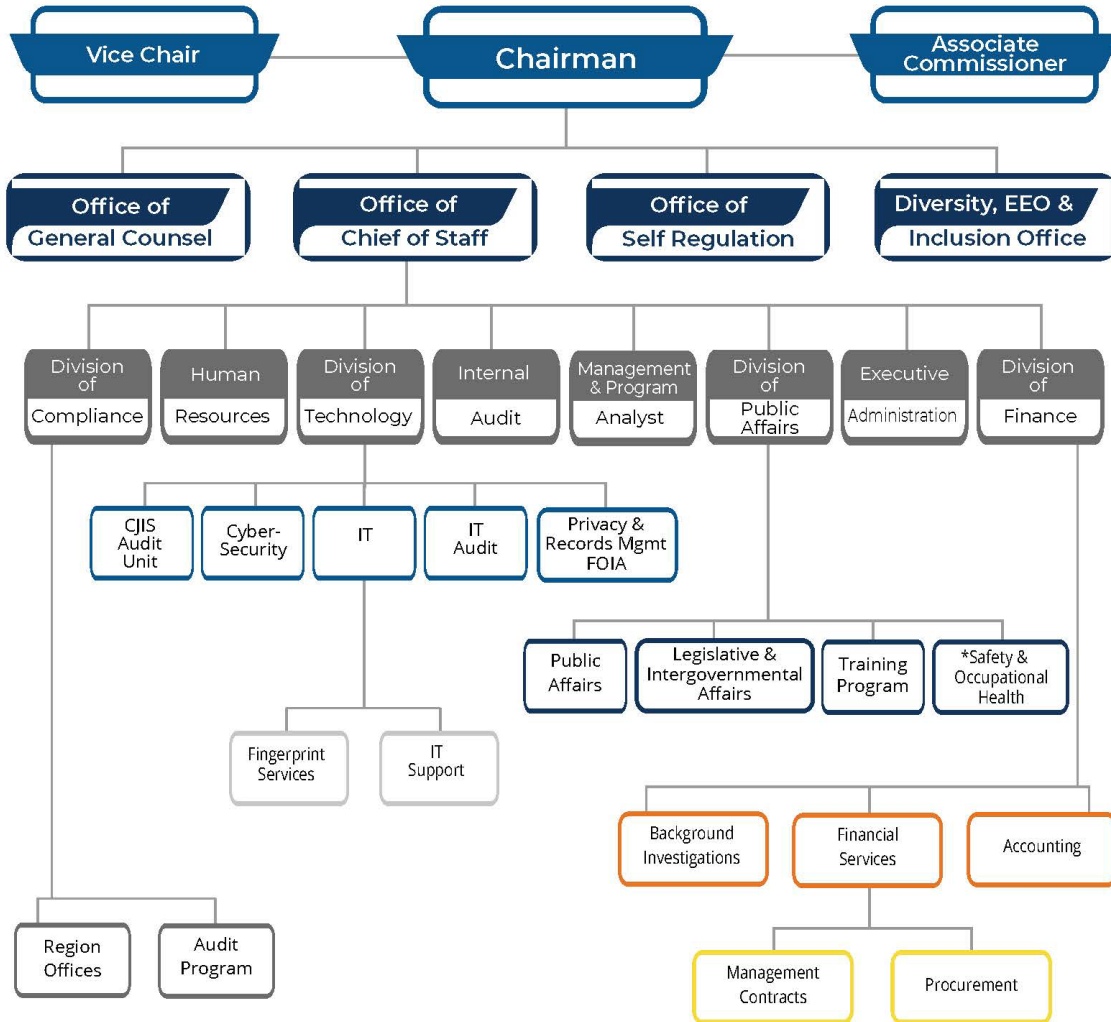 Vice Chair
Chairman
Associate
Commissioner
Office of
General Counsel
Office of
Chief of Staff
Office of
Self Regulation
Diversity, EEO &
Inclusion Office
Division
of
Compliance
Human
Resources
Division
of
Technology
Internal
Audit
Management
& Program
Analyst
Division
of
Public
Affairs
Executive
Administration
Division
of
Finance
CJIS
Audit
Unit
Cyber-
Security
IT
IT
Audit
Privacy &
Records Mgmt
FOIA
Public
Affairs
Legislative &
Intergovernmental
Affairs
Training
Program
*Safety &
Occupational
Health
Fingerprint
Services
IT
Support
Background
Investigations
Financial
Services
Accounting
Region
Offices
Audit
Program
Management
Contracts
Procurement